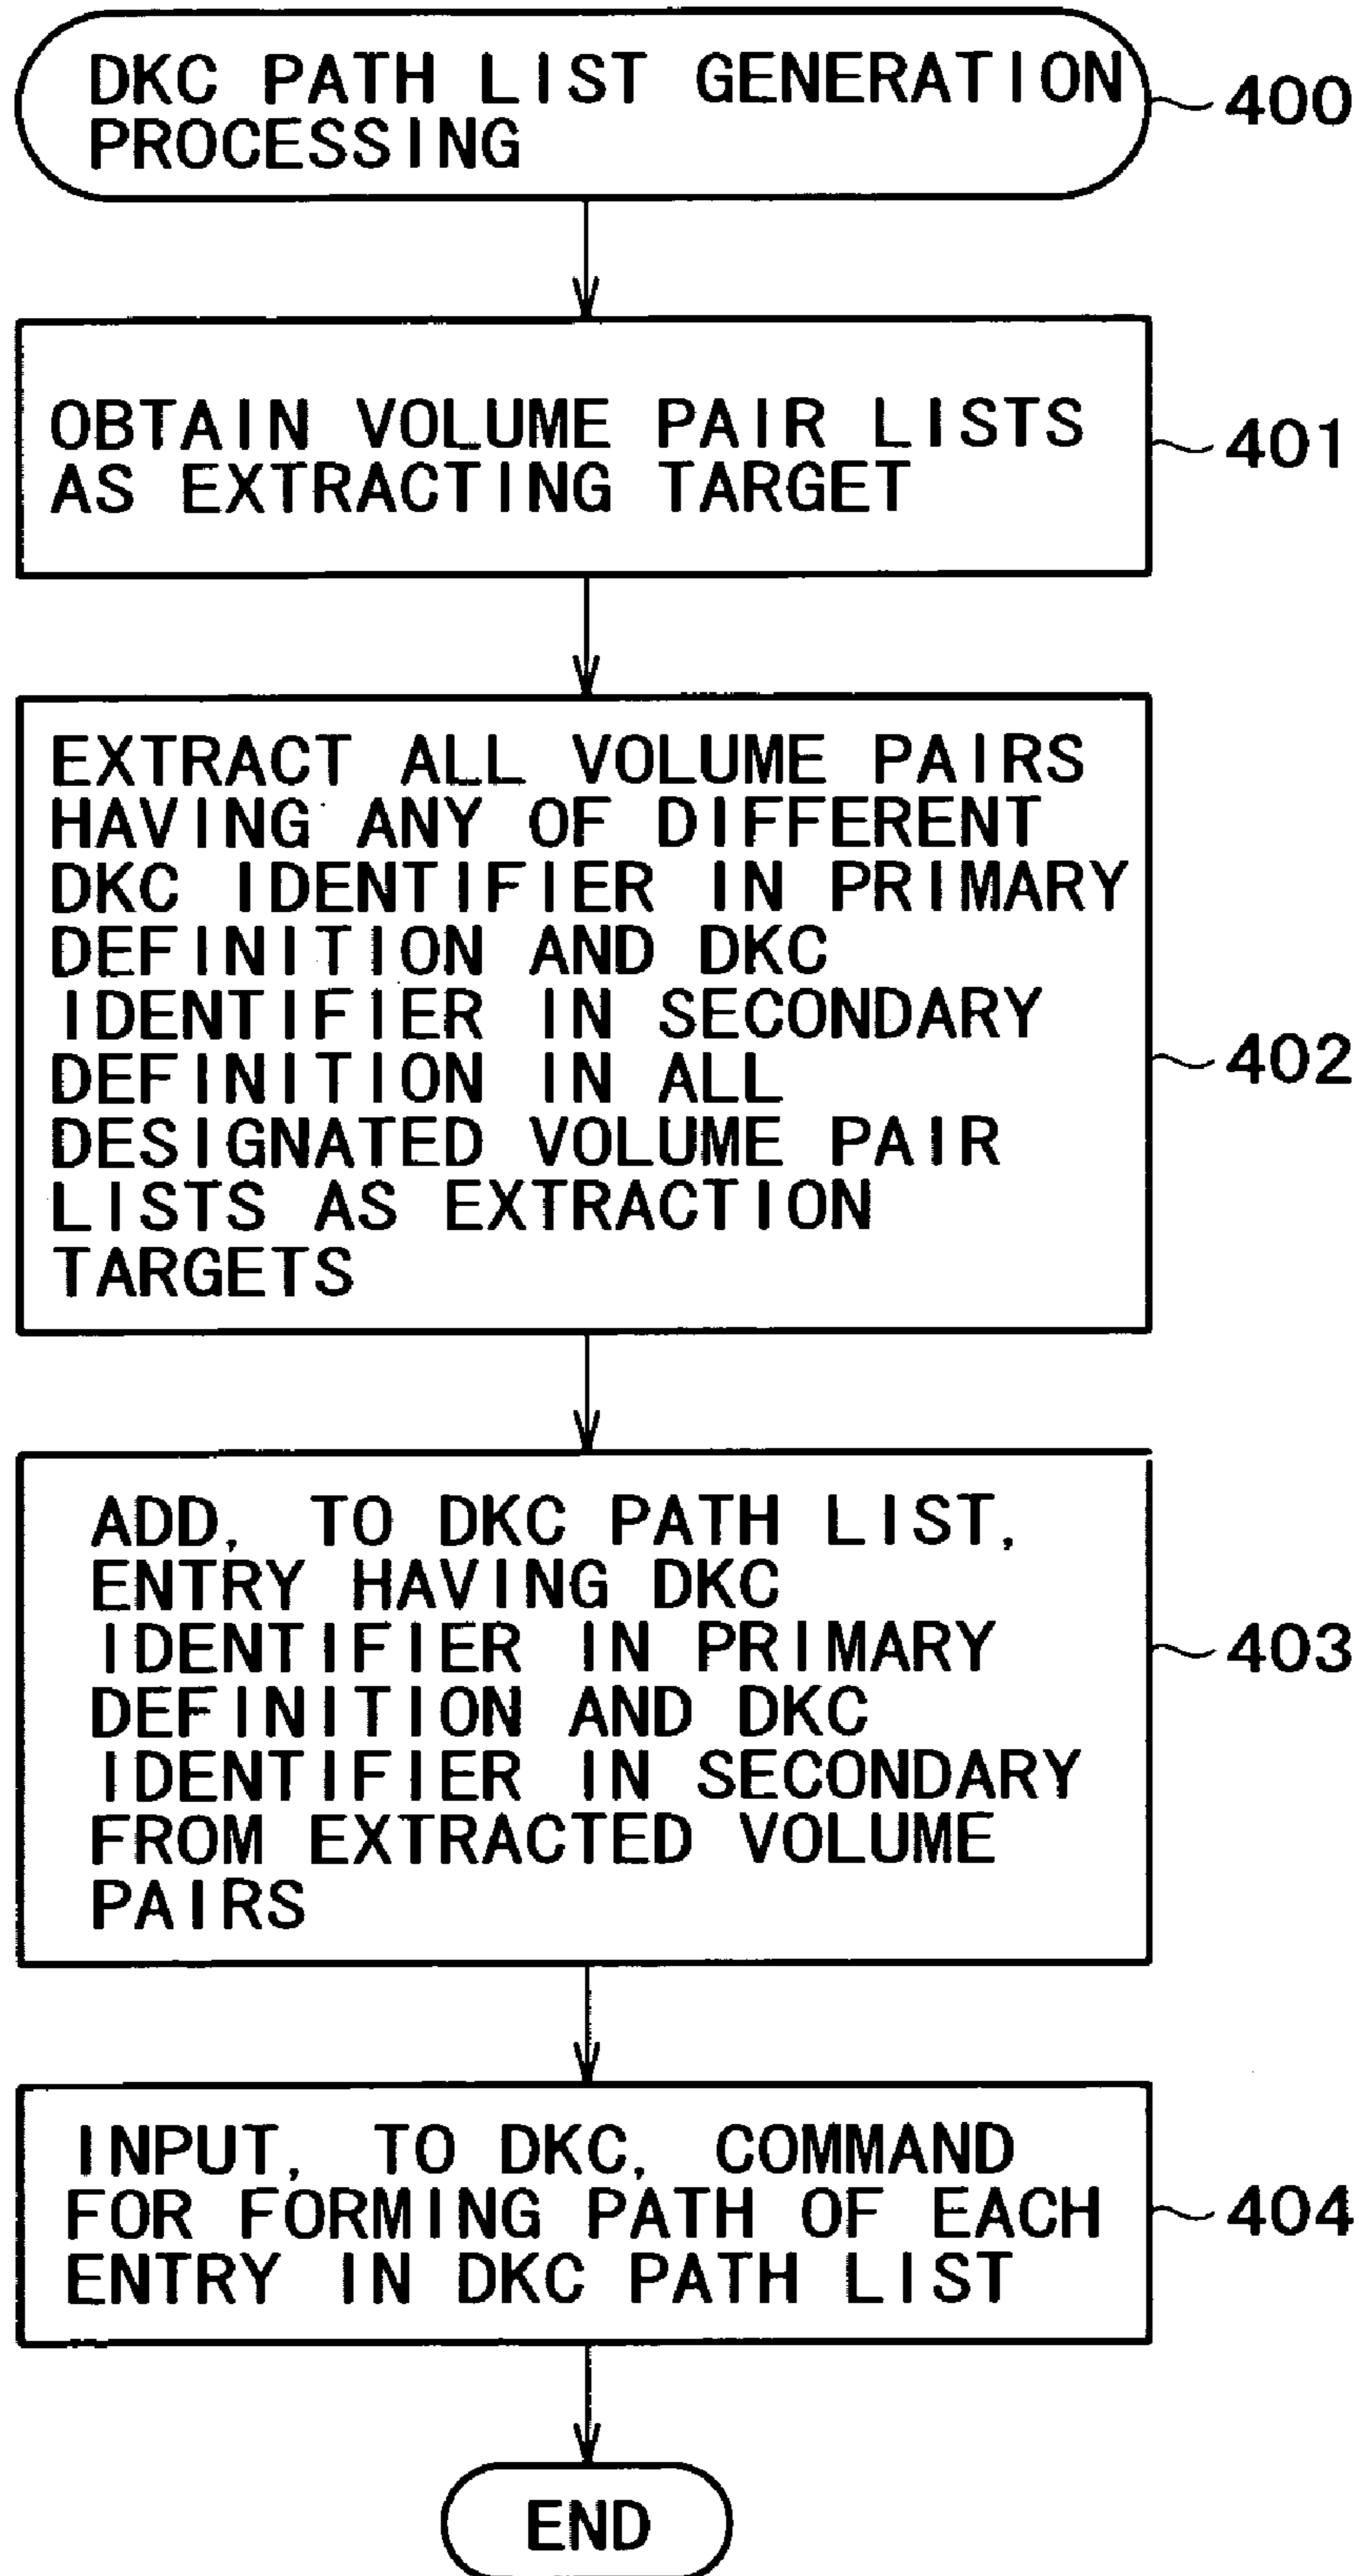 DKC PATH LIST GENERATION
PROCESSING
400
OBTAIN VOLUME PAIR LISTS
AS EXTRACTING TARGET
401
EXTRACT ALL VOLUME PAIRS
HAVING ANY OF DIFFERENT
DKC IDENTIFIER IN PRIMARY
DEFINITION AND DKC
IDENTIFIER IN SECONDARY
DEFINITION IN ALL
DESIGNATED VOLUME PAIR
LISTS AS EXTRACTION
TARGETS
402
ADD, TO DKC PATH LIST,
ENTRY HAVING DKC
IDENTIFIER IN PRIMARY
DEFINITION AND DKC
IDENTIFIER IN SECONDARY
FROM EXTRACTED VOLUME
PAIRS
403
INPUT, TO DKC, COMMAND
FOR FORMING PATH OF EACH
ENTRY IN DKC PATH LIST
404
END